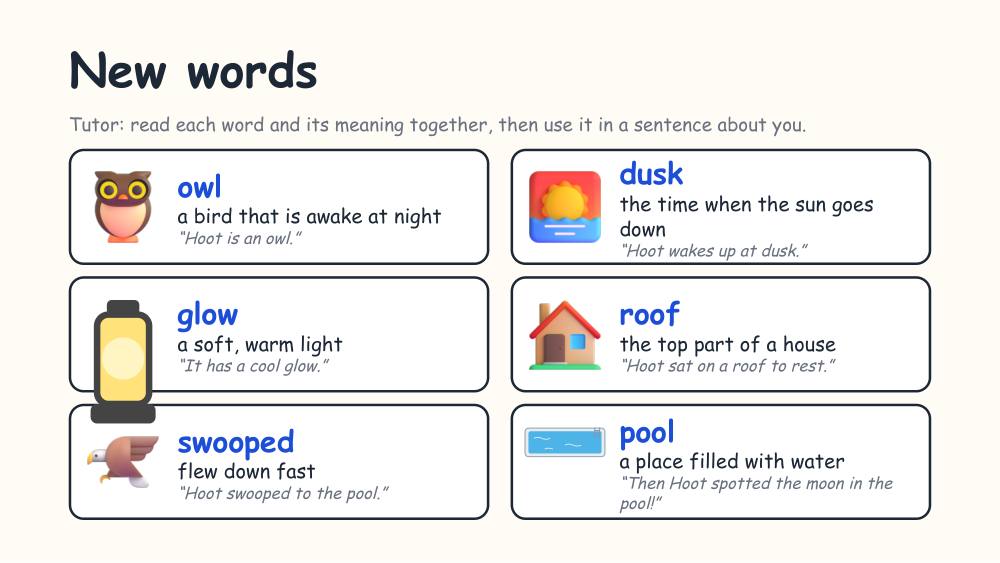 New words
Tutor: read each word and its meaning together, then use it in a sentence about you.
owl
a bird that is awake at night
“Hoot is an owl.”
dusk
the time when the sun goes
down
“Hoot wakes up at dusk.”
glow
a soft, warm light
“It has a cool glow.”
roof
the top part of a house
“Hoot sat on a roof to rest.”
swooped
flew down fast
“Hoot swooped to the pool.”
pool
a place filled with water
“Then Hoot spotted the moon in the
pool!”